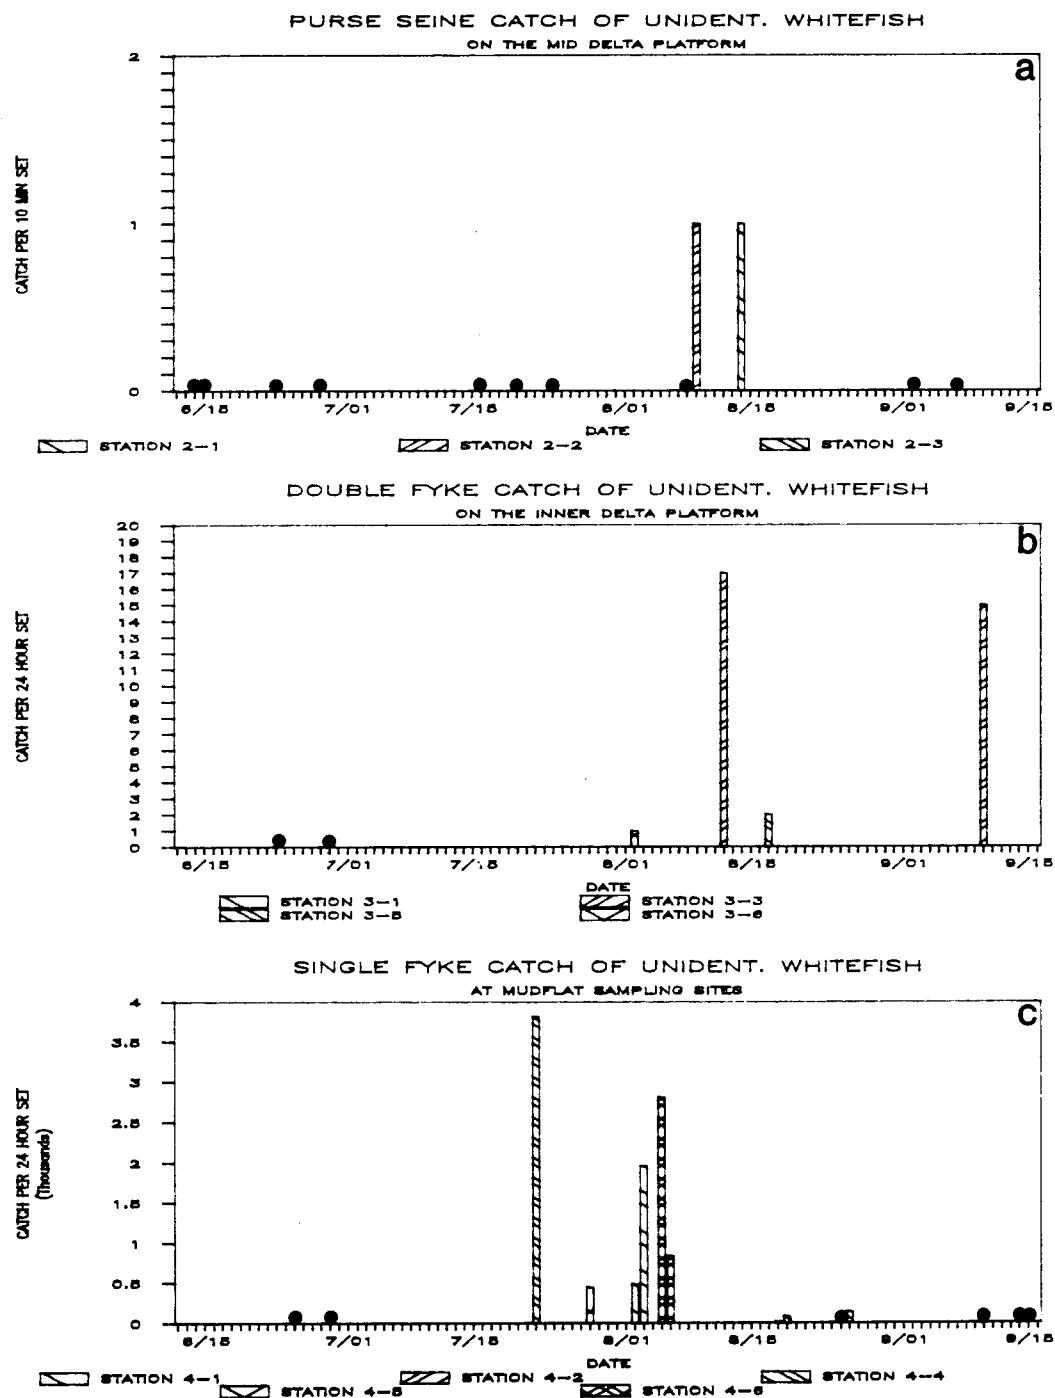 PURSE SEINE CATCH OF UNIDENT. WHITEFISH
ON THE MID DELTA PLATFORM
a
CATCH PER 10 MIN SET
2
1
0
6/15 7/01 7/15 8/01 8/15 9/01 9/15
DATE
STATION 2-1 STATION 2-2 STATION 2-3
DOUBLE FYKE CATCH OF UNIDENT. WHITEFISH
ON THE INNER DELTA PLATFORM
b
CATCH PER 24 HOUR SET
20
19
18
17
16
15
14
13
12
11
10
9
8
7
6
5
4
3
2
1
0
6/15 7/01 7/15 8/01 8/15 9/01 9/15
DATE
STATION 3-1 STATION 3-3
STATION 3-5 STATION 3-6
SINGLE FYKE CATCH OF UNIDENT. WHITEFISH
AT MUDFLAT SAMPLING SITES
c
CATCH PER 24 HOUR SET
(Thousands)
4
3.5
3
2.5
2
1.5
1
0.5
0
6/15 7/01 7/15 8/01 8/15 9/01 9/15
DATE
STATION 4-1 STATION 4-2 STATION 4-4
STATION 4-5 STATION 4-6